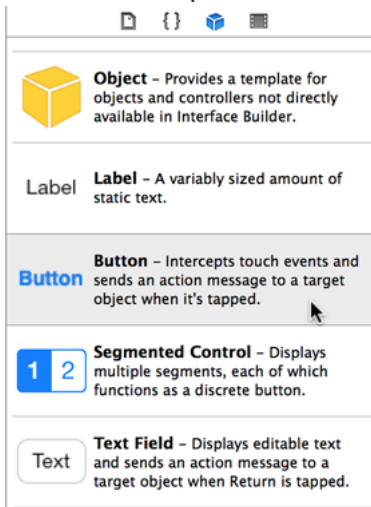 { }
Object – Provides a template for
objects and controllers not directly
available in Interface Builder.
Label
Label – A variably sized amount of
static text.
Button
Button – Intercepts touch events and
sends an action message to a target
object when it's tapped.
1 2
Segmented Control – Displays
multiple segments, each of which
functions as a discrete button.
Text
Text Field – Displays editable text
and sends an action message to a
target object when Return is tapped.